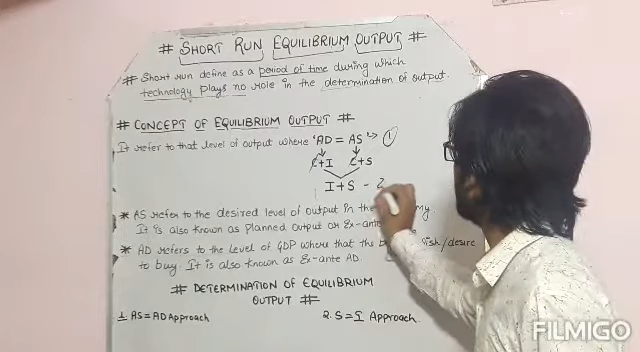 # SHORT RUN EQUILIBRIUM OUTPUT #
* Short run define as a period of time during which
technology plays no role in the determination of output.
# CONCEPT OF EQUILIBRIUM OUTPUT #
It refer to that level of output where 'AD = AS' → ①
C+I C+S
I+S - 2
* AS refer to the desired level of output in the my.
It is also known as planned output or Ex-ante
* AD refers to the level of GDP where that the ish/desire
to buy. It is also known as Ex-ante AD.
# DETERMINATION OF EQUILIBRIUM
OUTPUT #
1. AS = AD Approach 2. S = I Approach.
FILMIGO